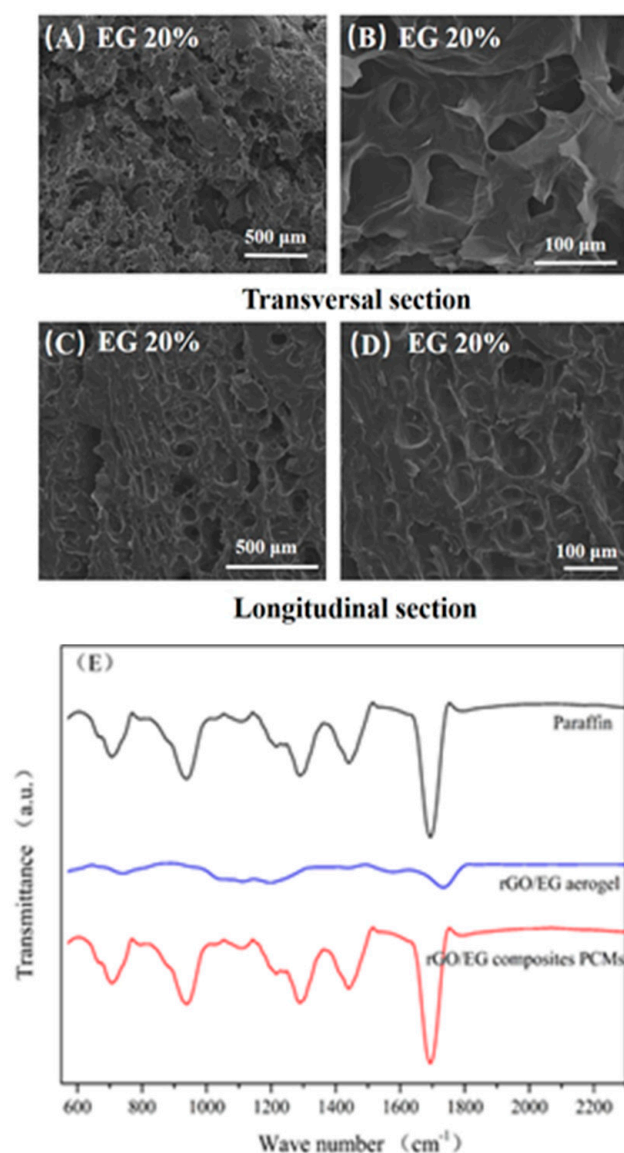 (A) EG 20%
(B) EG 20%
500 μm
100 μm
Transversal section
(C) EG 20%
(D) EG 20%
500 μm
100 μm
Longitudinal section
(E)
Paraffin
rGO/EG aerogel
rGO/EG composites PCMs
Transmittance (a.u.)
600 800 1000 1200 1400 1600 1800 2000 2200
Wave number (cm⁻¹)